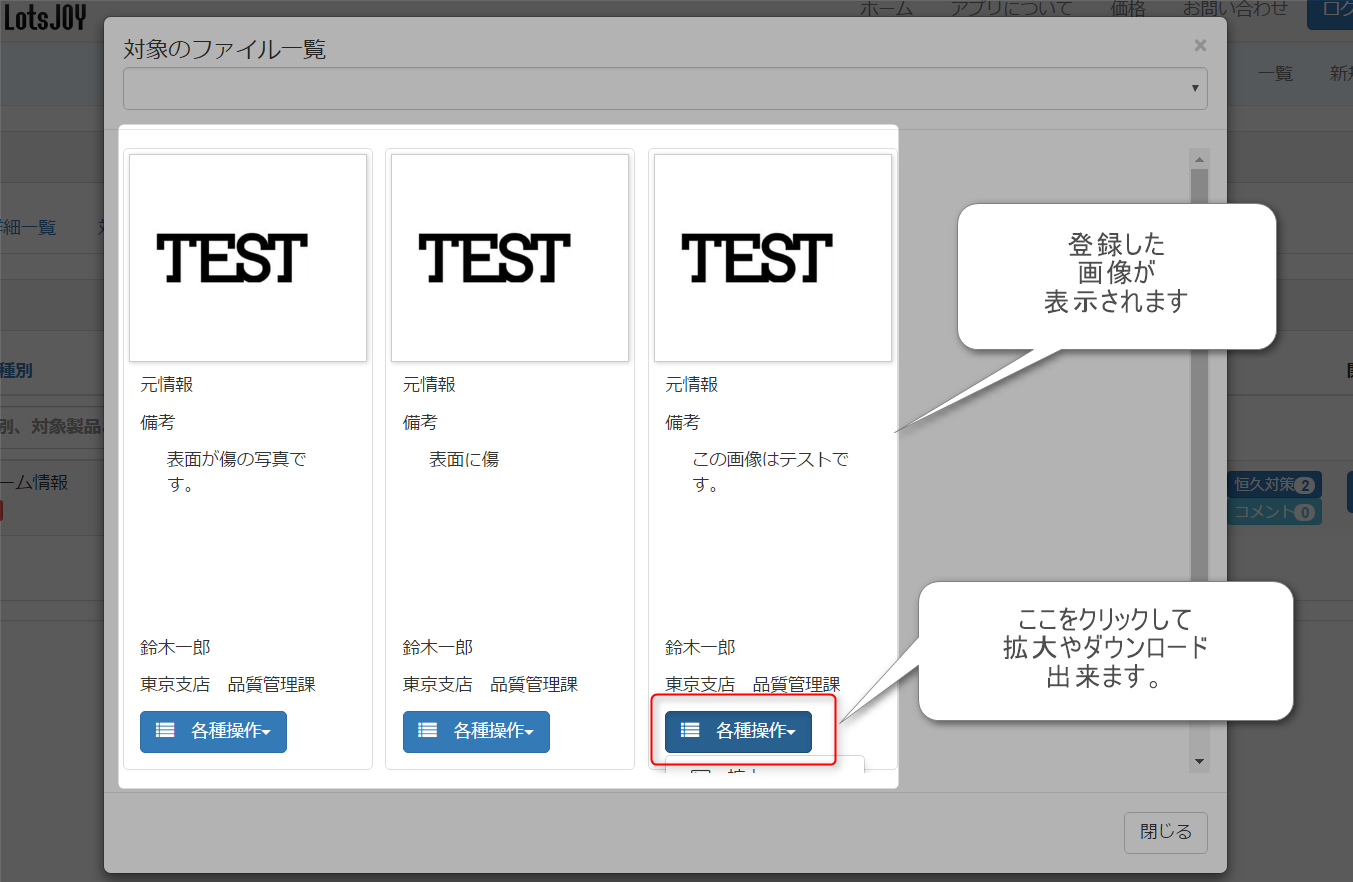 LotsJOY
ホーム アプリについて 価格 お問い合わせ
対象のファイル一覧 ×
一覧
詳細一覧
種別
別、対象製品
ーム情報
TEST TEST TEST
元情報 元情報 元情報
備考 備考 備考
表面が傷の写真で 表面に傷 この画像はテストで
す。 す。
鈴木一郎 鈴木一郎 鈴木一郎
東京支店 品質管理課 東京支店 品質管理課 東京支店 品質管理課
各種操作 各種操作 各種操作
登録した
画像が
表示されます
恒久対策 2
コメント 0
ここをクリックして
拡大やダウンロード
出来ます。
閉じる